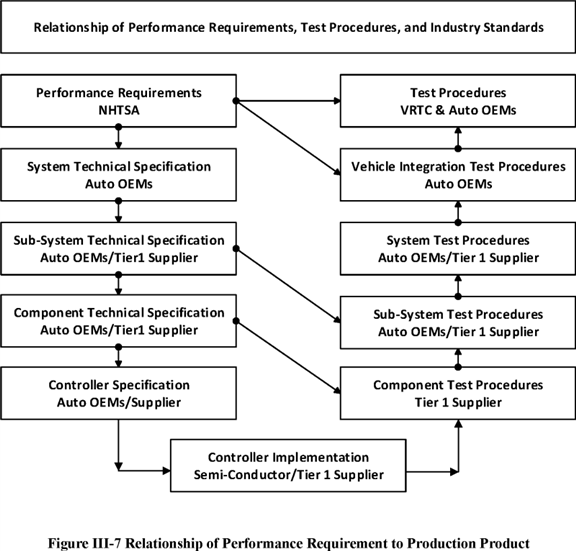 Relationship of Performance Requirements, Test Procedures, and Industry Standards
Performance Requirements
NHTSA
Test Procedures
VRTC & Auto OEMs
System Technical Specification
Auto OEMs
Vehicle Integration Test Procedures
Auto OEMs
Sub-System Technical Specification
Auto OEMs/Tier1 Supplier
System Test Procedures
Auto OEMs/Tier 1 Supplier
Component Technical Specification
Auto OEMs/Tier1 Supplier
Sub-System Test Procedures
Auto OEMs/Tier 1 Supplier
Controller Specification
Auto OEMs/Supplier
Component Test Procedures
Tier 1 Supplier
Controller Implementation
Semi-Conductor/Tier 1 Supplier
Figure III-7 Relationship of Performance Requirement to Production Product